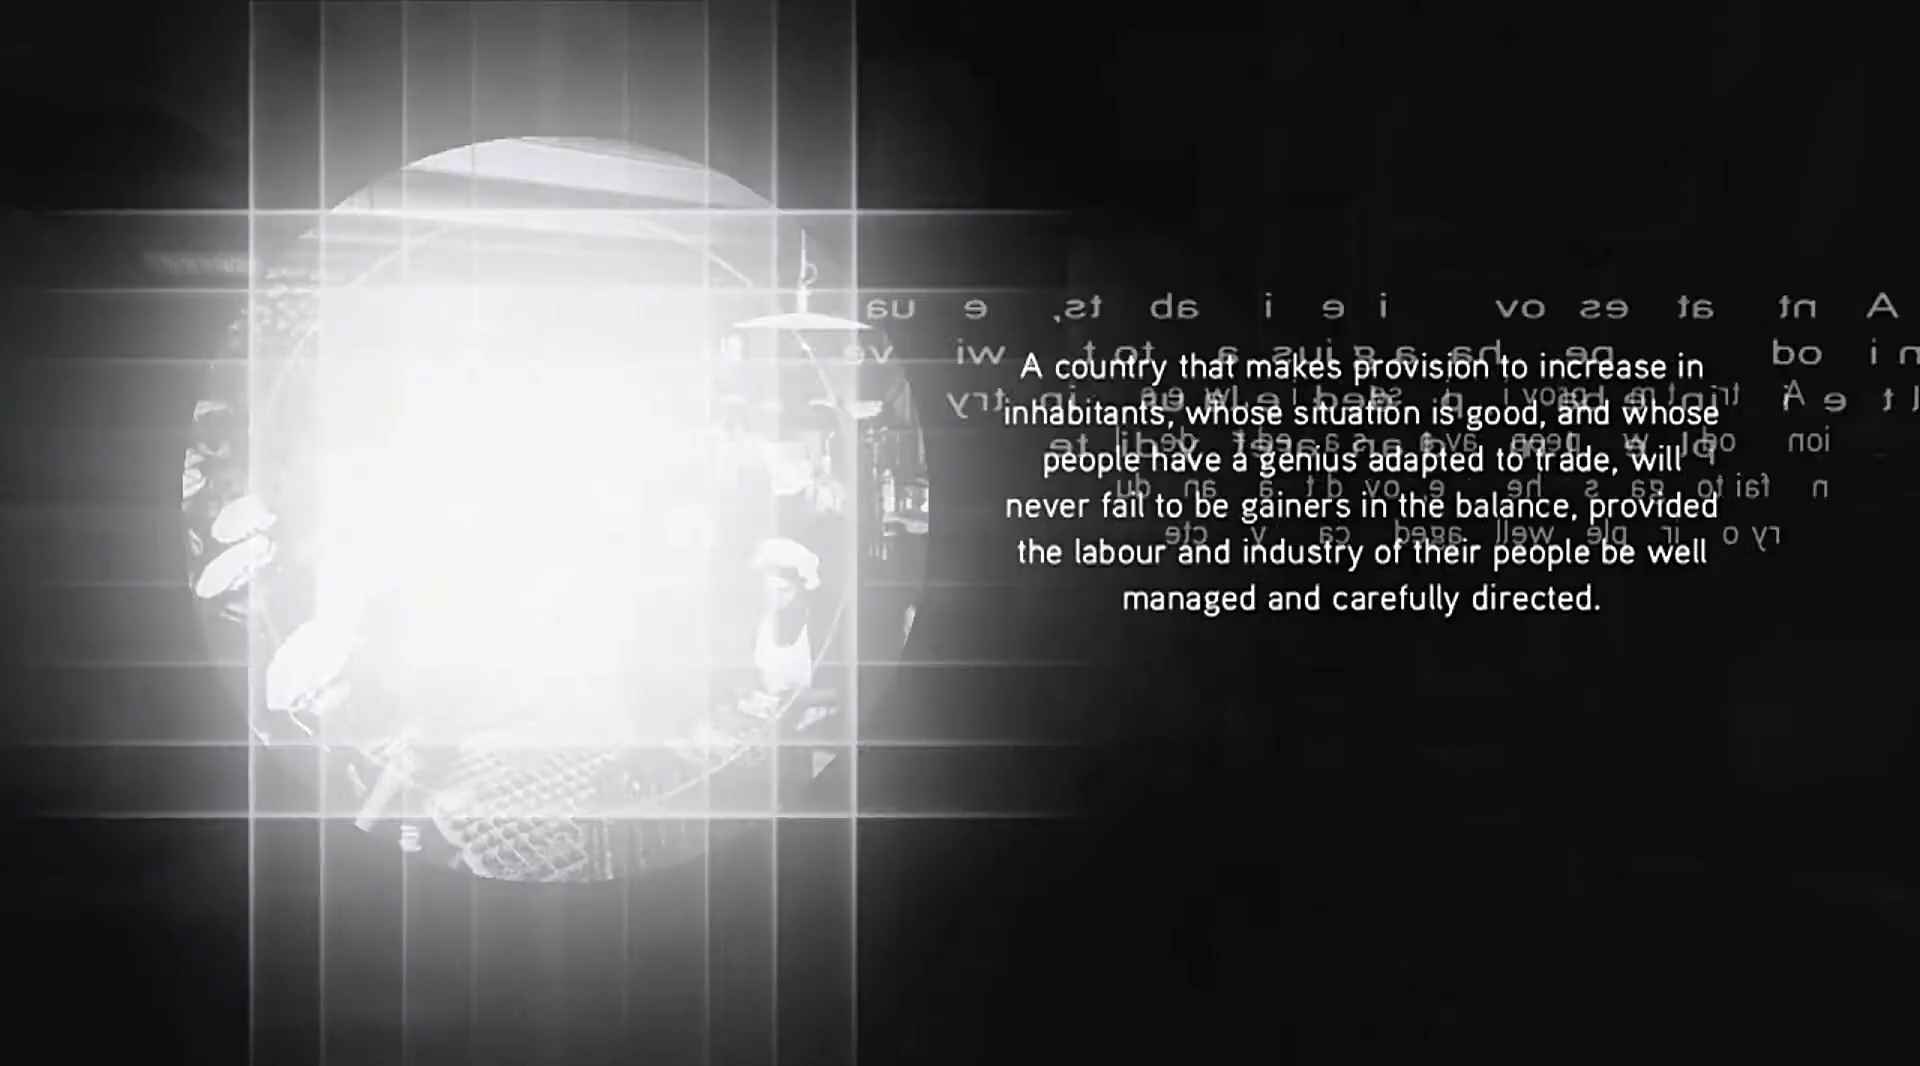 A country that makes provision to increase in
inhabitants, whose situation is good, and whose
people have a genius adapted to trade, will
never fail to be gainers in the balance, provided
the labour and industry of their people be well
managed and carefully directed.